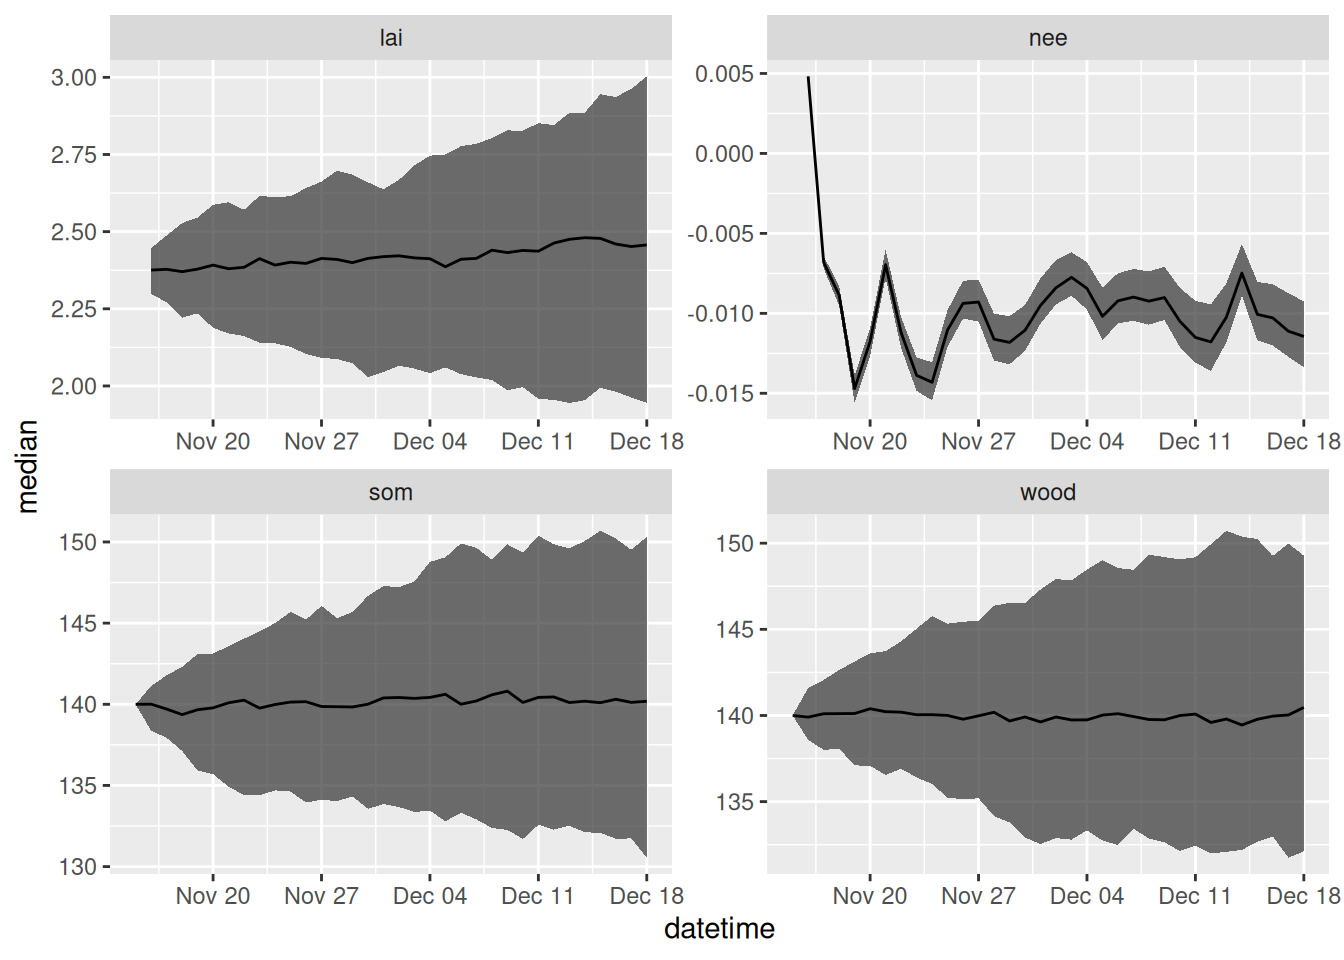 lai
nee
3.00
2.75
2.50
2.25
2.00
0.005
0.000
-0.005
-0.010
-0.015
Nov 20 Nov 27 Dec 04 Dec 11 Dec 18
Nov 20 Nov 27 Dec 04 Dec 11 Dec 18
median
som
wood
150
145
140
135
130
150
145
140
135
Nov 20 Nov 27 Dec 04 Dec 11 Dec 18
Nov 20 Nov 27 Dec 04 Dec 11 Dec 18
datetime